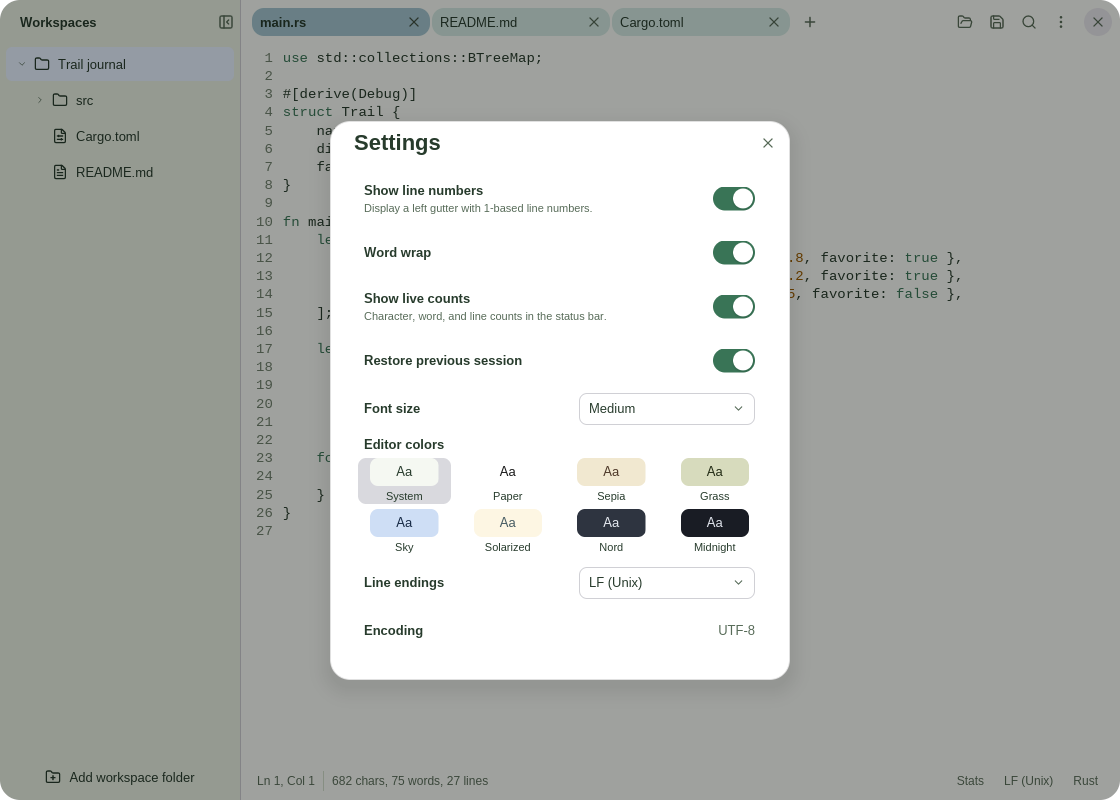 Workspaces
main.rs
README.md
Cargo.toml
Trail journal
src
Cargo.toml
README.md
Add workspace folder
1 use std::collections::BTreeMap;
2
3 #[derive(Debug)]
4 struct Trail {
5 na
6 di
7 fa
8 }
9
10 fn mai
11 le
12 .8, favorite: true },
13 .2, favorite: true },
14 5, favorite: false },
15 ];
16
17 le
18
19
20
21
22
23 fo
24
25 }
26 }
27
Settings
Show line numbers
Display a left gutter with 1-based line numbers.
Word wrap
Show live counts
Character, word, and line counts in the status bar.
Restore previous session
Font size
Medium
Editor colors
Aa Aa Aa Aa
System Paper Sepia Grass
Aa Aa Aa Aa
Sky Solarized Nord Midnight
Line endings
LF (Unix)
Encoding
UTF-8
Ln 1, Col 1
682 chars, 75 words, 27 lines
Stats
LF (Unix)
Rust